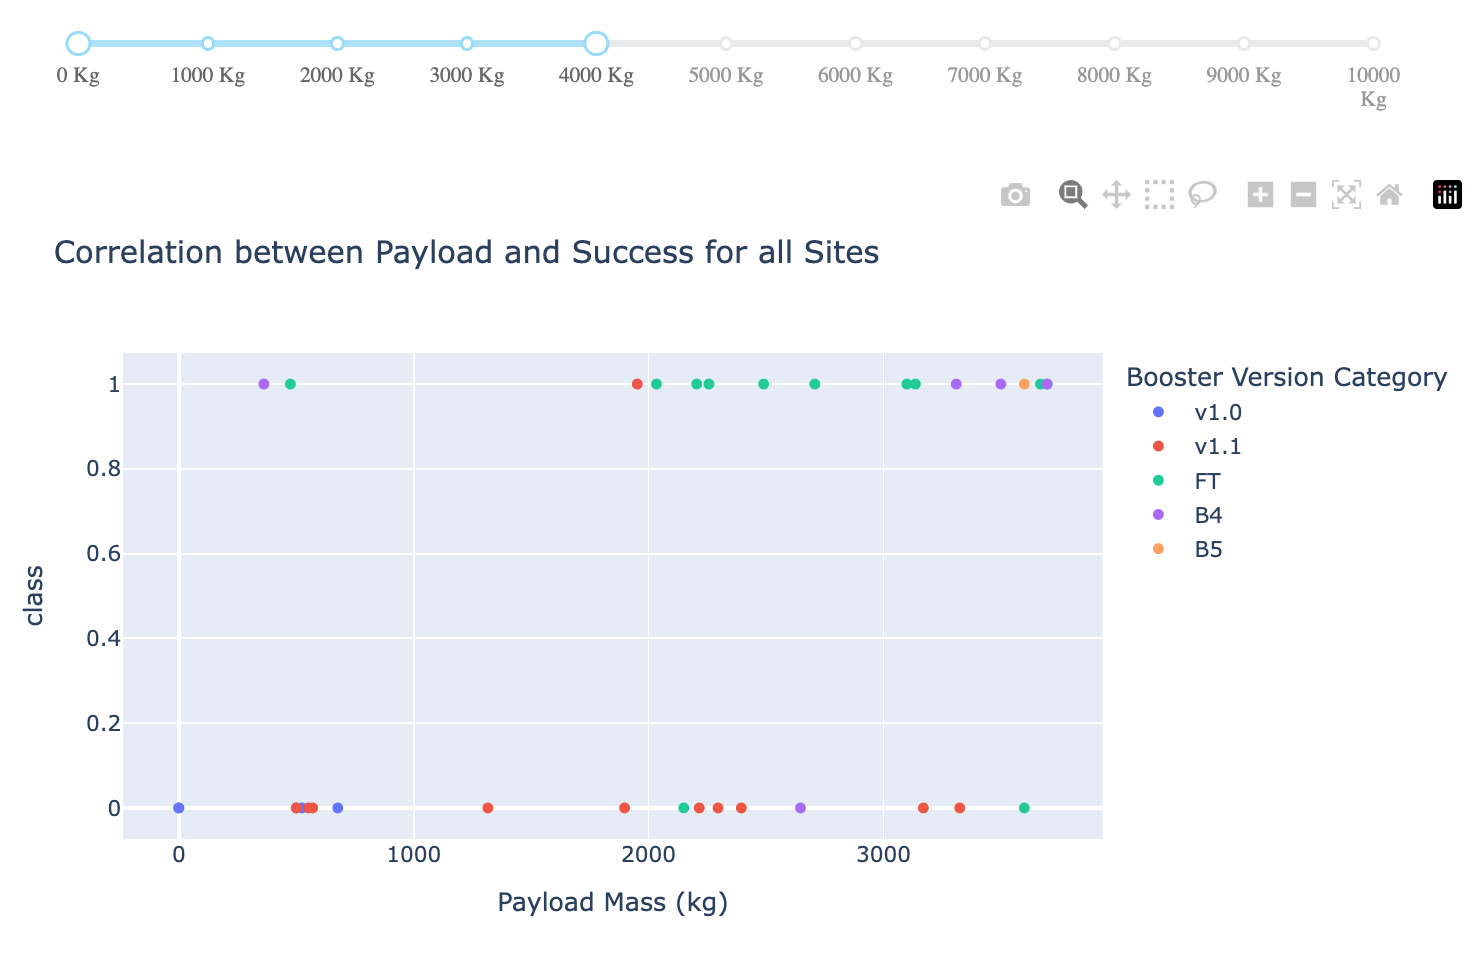 0 Kg 1000 Kg 2000 Kg 3000 Kg 4000 Kg 5000 Kg 6000 Kg 7000 Kg 8000 Kg 9000 Kg 10000
Kg
Correlation between Payload and Success for all Sites
Booster Version Category
v1.0
v1.1
FT
B4
B5
1
0.8
0.6
0.4
0.2
0
class
0 1000 2000 3000
Payload Mass (kg)